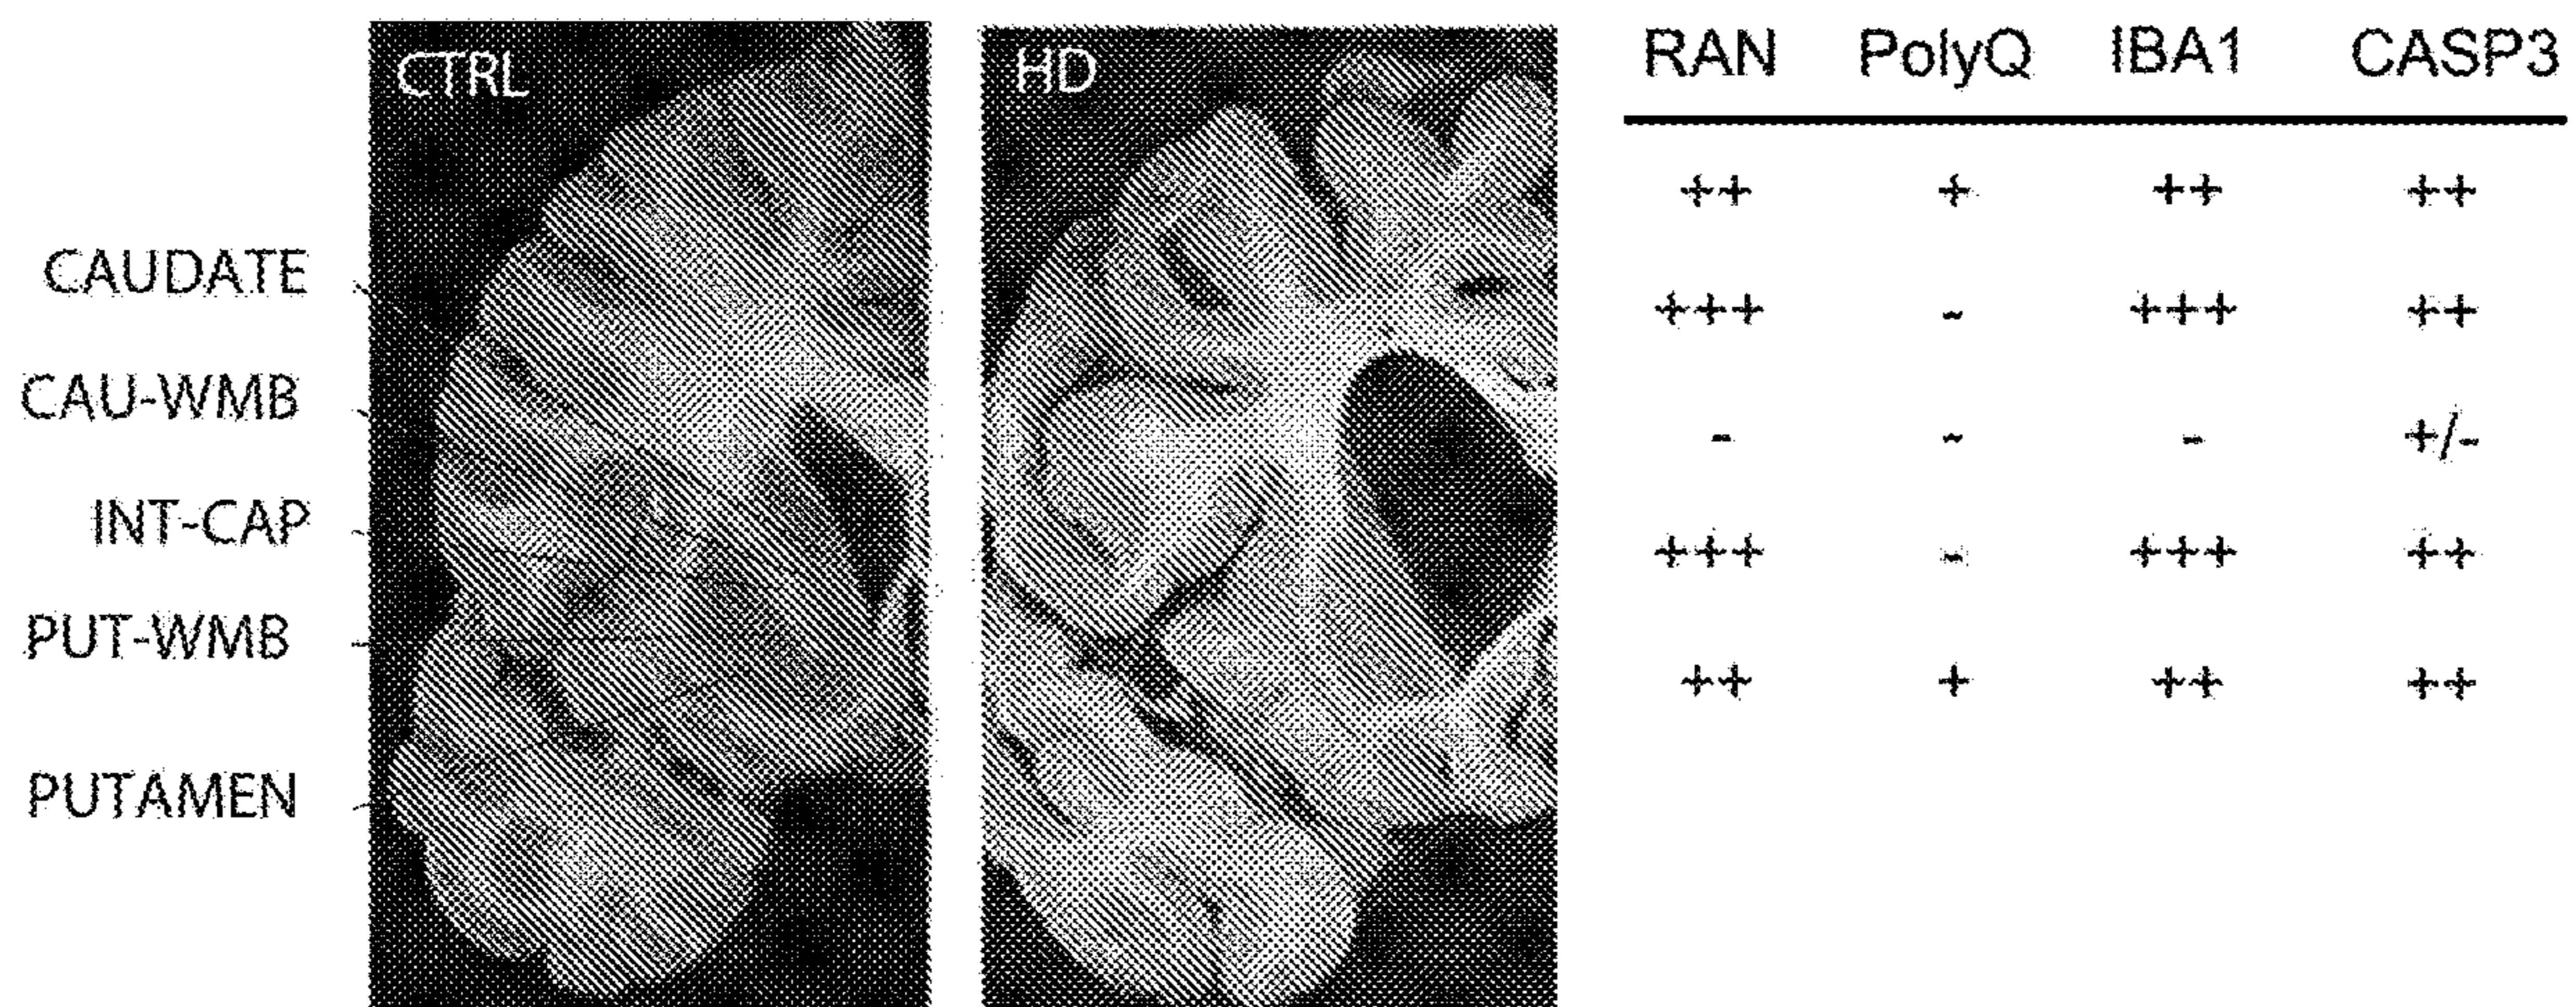 CTRL
HD
RAN PolyQ IBA1 CASP3
++ + ++ ++
CAUDATE
+++ - +++ ++
CAU-WMB
- - - +/-
INT-CAP
+++ - +++ ++
PUT-WMB
++ + ++ ++
PUTAMEN